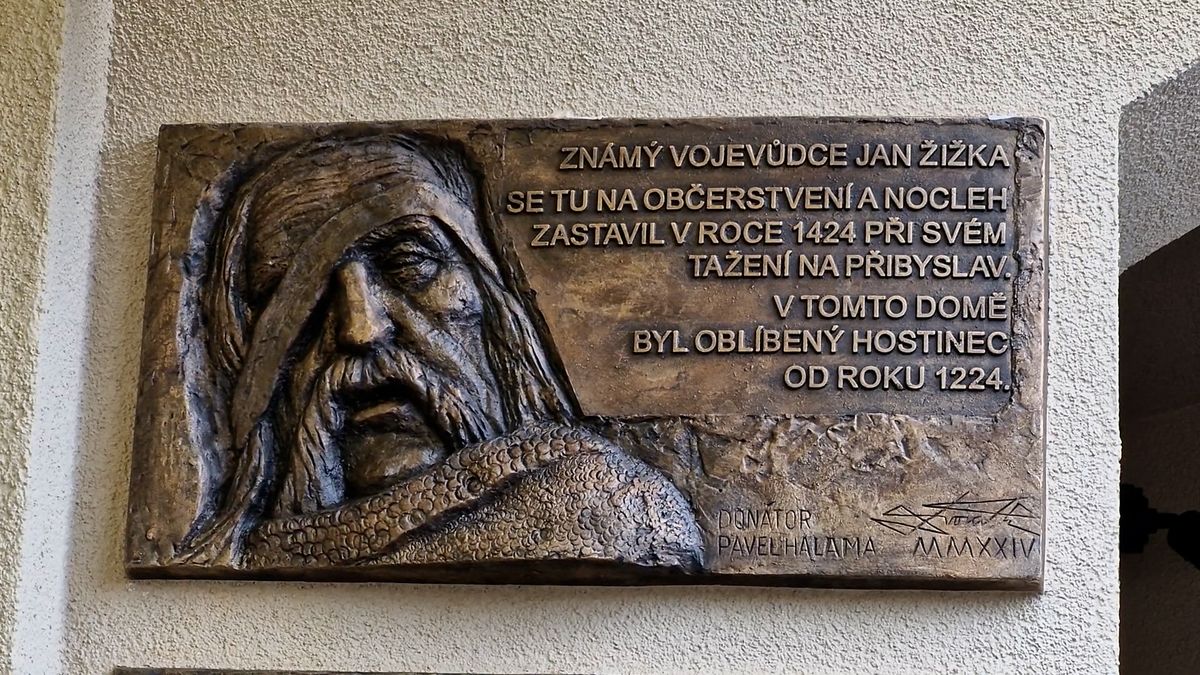 ZNÁMÝ VOJEVŮDCE JAN ŽIŽKA
SE TU NA OBČERSTVENÍ A NOCLEH
ZASTAVIL V ROCE 1424 PŘI SVÉM
TAŽENÍ NA PŘIBYSLAV.
V TOMTO DOMĚ
BYL OBLÍBENÝ HOSTINEC
OD ROKU 1224.
DONÁTOR
PAVEL HALAMA
MMXXIV